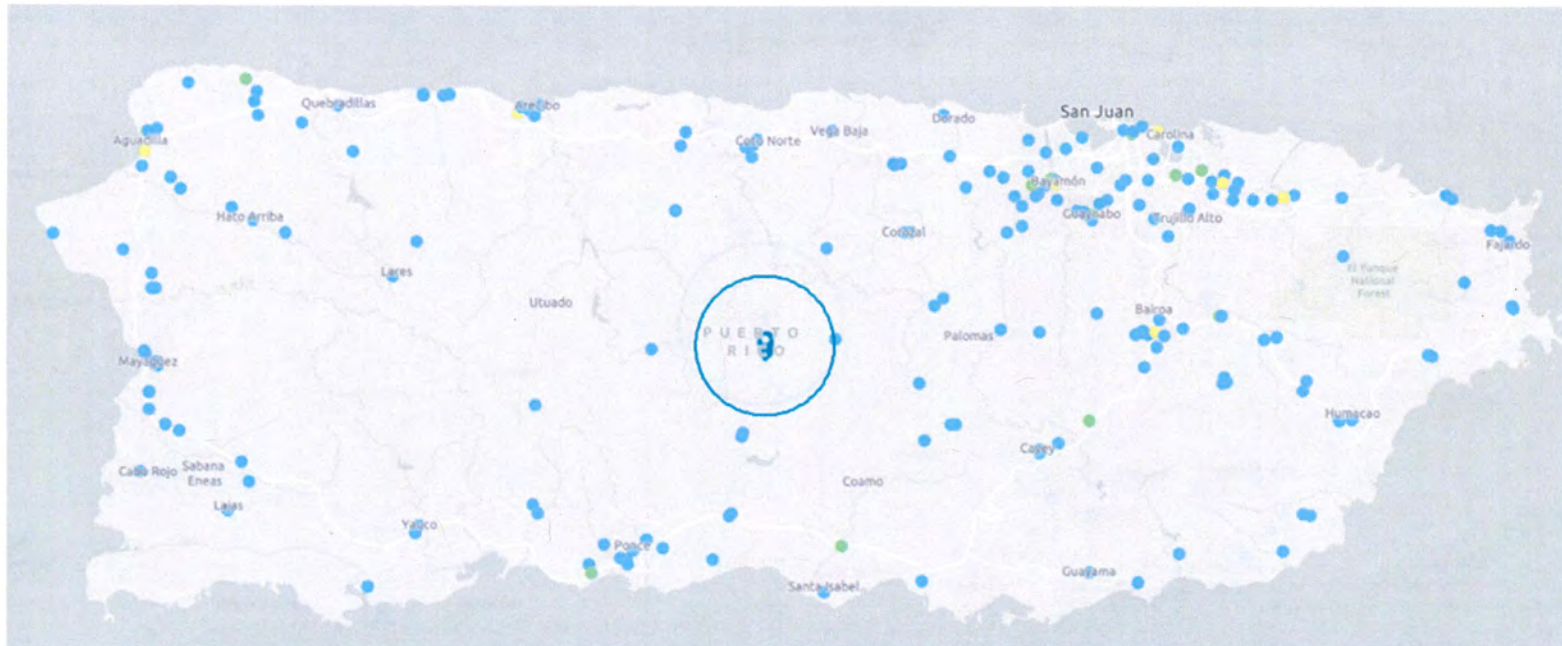 Quebradillas
Arecibo
San Juan
Dorado
Vega Baja
Carolina
Aguadilla
Coto Norte
Bayamón
Hato Arriba
Guaynabo
Trujillo Alto
Corozal
Fajardo
Lares
El Yunque
National
Forest
Utuado
Bairoa
PUERTO
RICO
Palomas
Mayagüez
Humacao
Cayey
Cabo Rojo
Sabana
Eneas
Coamo
Lajas
Yauco
Ponce
Guayama
Santa Isabel